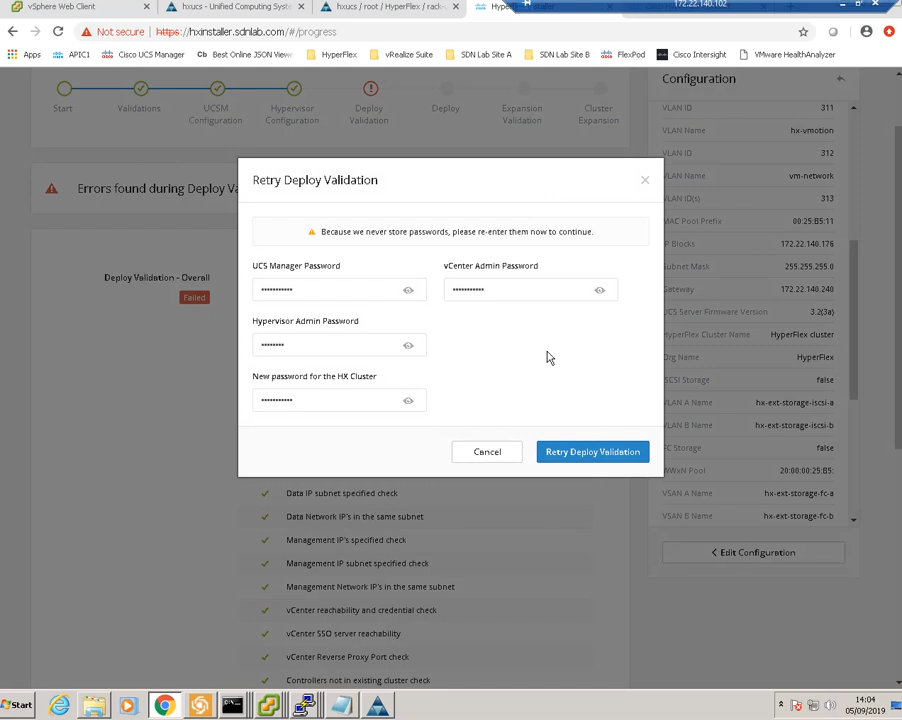 vSphere Web Client
hxucs - Unified Computing Syste
hxucs / root / HyperFlex / rack-
172.22.140.102
Not secure https://hxinstaller.sdnlab.com/#/progress
Apps APIC1 Cisco UCS Manager Best Online JSON Viewer HyperFlex vRealize Suite SDN Lab Site A SDN Lab Site B FlexPod Cisco Intersight VMware HealthAnalyzer
Start Validations UCSM Configuration Hypervisor Configuration Deploy Validation Deploy Expansion Validation Cluster Expansion
Errors found during Deploy Va
Deploy Validation - Overall
Failed
Retry Deploy Validation
Because we never store passwords, please re-enter them now to continue.
UCS Manager Password
vCenter Admin Password
Hypervisor Admin Password
New password for the HX Cluster
Cancel
Retry Deploy Validation
Data IP subnet specified check
Data Network IP's in the same subnet
Management IP's specified check
Management IP subnet specified check
Management Network IP's in the same subnet
vCenter reachability and credential check
vCenter SSO server reachability
vCenter Reverse Proxy Port check
Controllers not in existing cluster check
Configuration
VLAN ID 311
VLAN Name hx-vmotion
VLAN ID 312
VLAN Name vm-network
VLAN ID(s) 313
MAC Pool Prefix 00:25:B5:11
IP Blocks 172.22.140.176
Subnet Mask 255.255.255.0
Gateway 172.22.140.240
UCS Server Firmware Version 3.2(3a)
HyperFlex Cluster Name HyperFlex cluster
Org Name HyperFlex
iSCSI Storage false
VLAN A Name hx-ext-storage-iscsi-a
VLAN B Name hx-ext-storage-iscsi-b
FC Storage false
WWxN Pool 20:00:00:25:B5:
VSAN A Name hx-ext-storage-fc-a
VSAN B Name hx-ext-storage-fc-b
Edit Configuration
Start
14:04
05/09/2019